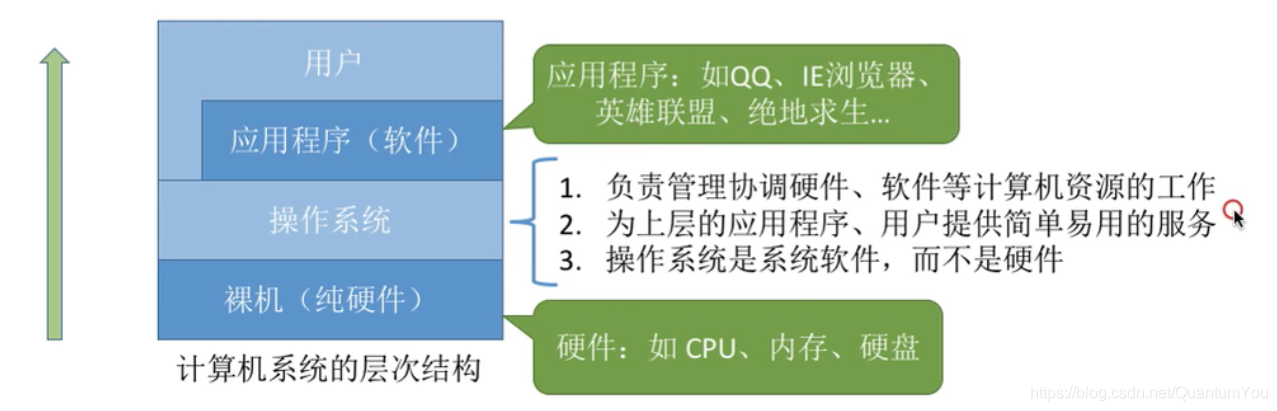 用户
应用程序（软件）
操作系统
裸机（纯硬件）
计算机系统的层次结构
应用程序：如QQ、IE浏览器、
英雄联盟、绝地求生...
1. 负责管理协调硬件、软件等计算机资源的工作
2. 为上层的应用程序、用户提供简单易用的服务
3. 操作系统是系统软件，而不是硬件
硬件：如 CPU、内存、硬盘
https://blog.csdn.net/QuantumYou